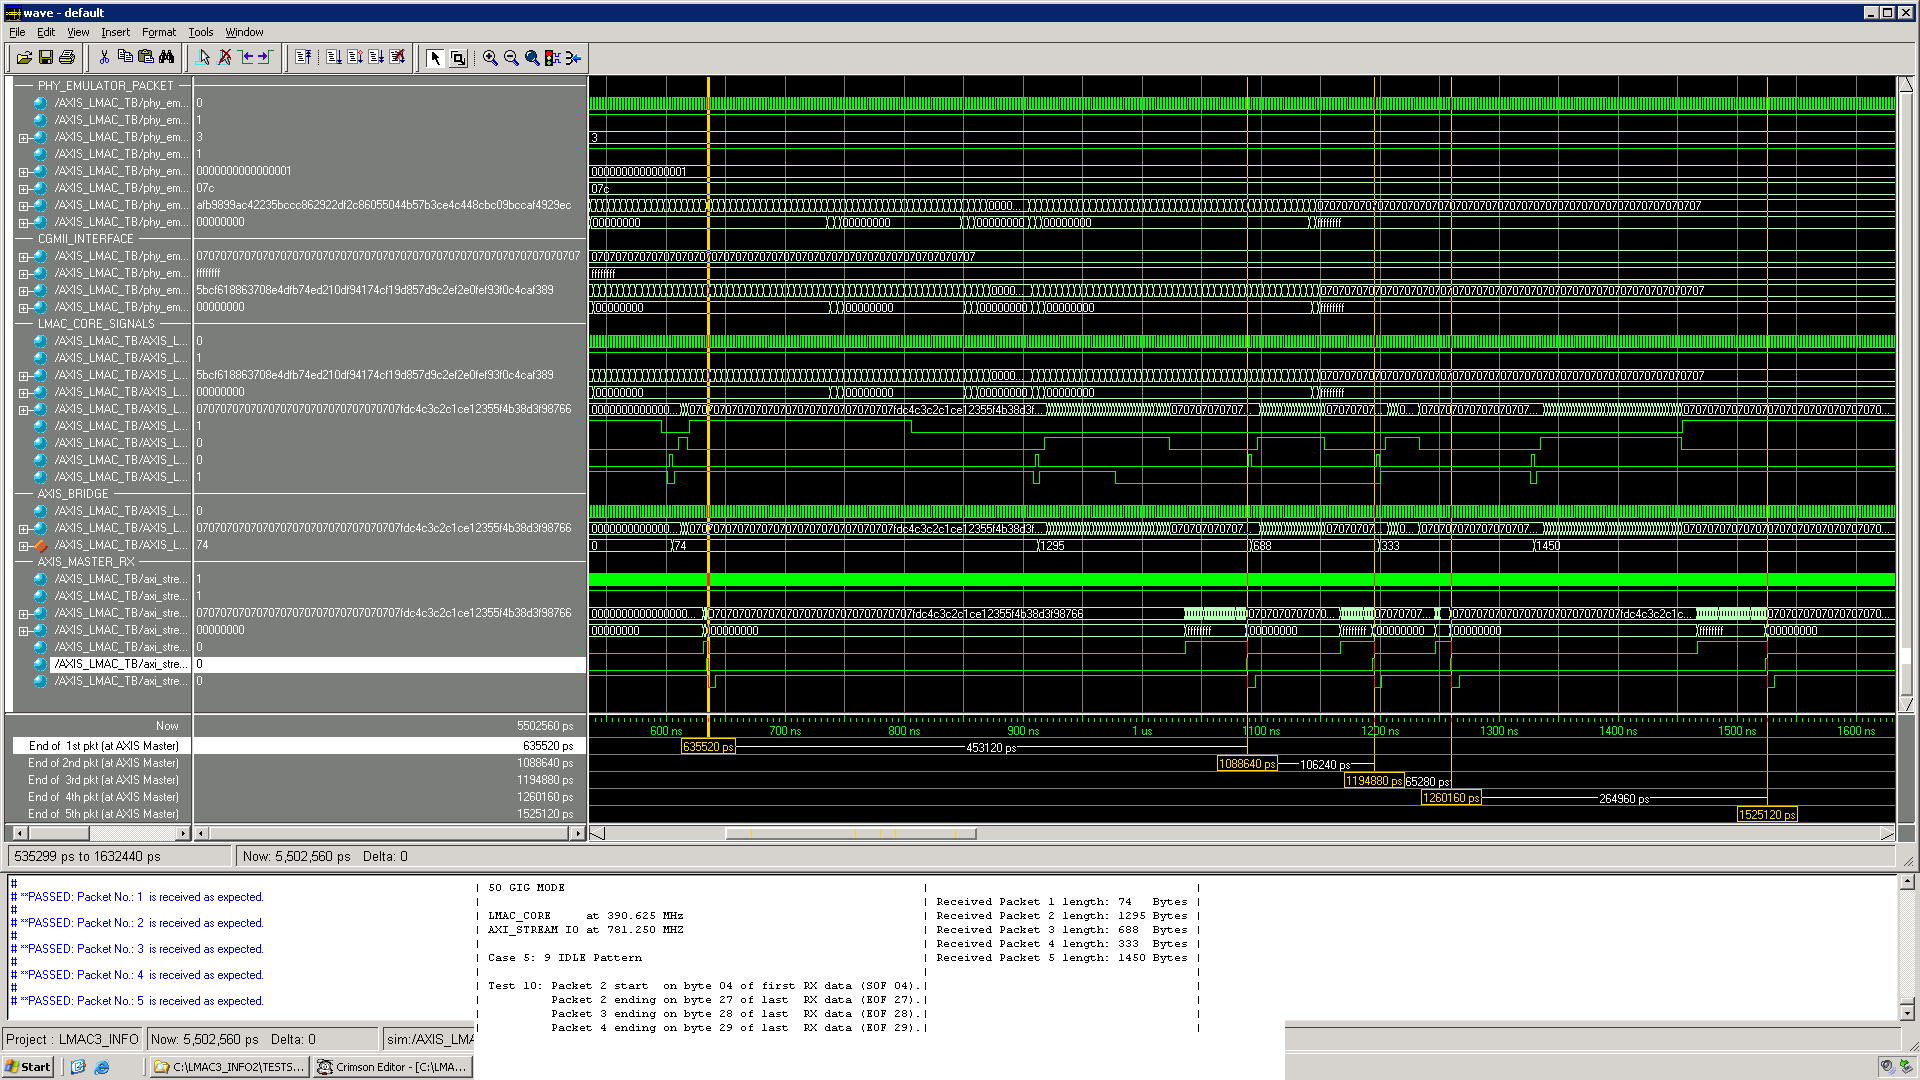 wave - default
File Edit View Insert Format Tools Window
PHY_EMULATOR_PACKET
/AXIS_LMAC_TB/phy_em... 0
/AXIS_LMAC_TB/phy_em... 1
/AXIS_LMAC_TB/phy_em... 3 3
/AXIS_LMAC_TB/phy_em... 1
/AXIS_LMAC_TB/phy_em... 0000000000000001 0000000000000001
/AXIS_LMAC_TB/phy_em... 07c 07c
/AXIS_LMAC_TB/phy_em... afb9899ac42235bccc862922df2c86055044b57b3ce4c448cbc09bccaf4929ec 0000...
/AXIS_LMAC_TB/phy_em... 00000000 00000000 00000000 00000000 00000000 ffffffff
CGMII_INTERFACE
/AXIS_LMAC_TB/phy_em... 0707070707070707070707070707070707070707070707070707070707070707
/AXIS_LMAC_TB/phy_em... ffffffff ffffffff
/AXIS_LMAC_TB/phy_em... 5bcf618863708e4dfb74ed210df94174cf19d857d9c2ef2e0fef93f0c4caf389 0000...
/AXIS_LMAC_TB/phy_em... 00000000 00000000 00000000 00000000 00000000 ffffffff
LMAC_CORE_SIGNALS
/AXIS_LMAC_TB/AXIS_L... 0
/AXIS_LMAC_TB/AXIS_L... 1
/AXIS_LMAC_TB/AXIS_L... 5bcf618863708e4dfb74ed210df94174cf19d857d9c2ef2e0fef93f0c4caf389 0000...
/AXIS_LMAC_TB/AXIS_L... 00000000 00000000 00000000 00000000 00000000 ffffffff
/AXIS_LMAC_TB/AXIS_L... 0707070707070707070707070707070707fdc4c3c2c1ce12355f4b38d3f98766
/AXIS_LMAC_TB/AXIS_L... 1
/AXIS_LMAC_TB/AXIS_L... 0
/AXIS_LMAC_TB/AXIS_L... 0
/AXIS_LMAC_TB/AXIS_L... 1
AXIS_BRIDGE
/AXIS_LMAC_TB/AXIS_L... 0
/AXIS_LMAC_TB/AXIS_L... 0707070707070707070707070707070707fdc4c3c2c1ce12355f4b38d3f98766
/AXIS_LMAC_TB/AXIS_L... 74 0 74 1295 688 333 1450
AXIS_MASTER_RX
/AXIS_LMAC_TB/axi_stre... 1
/AXIS_LMAC_TB/axi_stre... 1
/AXIS_LMAC_TB/axi_stre... 0707070707070707070707070707070707fdc4c3c2c1ce12355f4b38d3f98766
/AXIS_LMAC_TB/axi_stre... 00000000 00000000 00000000 ffffffff 00000000 ffffffff 00000000 00000000 ffffffff 00000000
/AXIS_LMAC_TB/axi_stre... 0
/AXIS_LMAC_TB/axi_stre... 0
/AXIS_LMAC_TB/axi_stre... 0
Now 5502560 ps 600 ns 700 ns 800 ns 900 ns 1 us 1100 ns 1200 ns 1300 ns 1400 ns 1500 ns 1600 ns
End of 1st pkt (at AXIS Master) 635520 ps 635520 ps 453120 ps
End of 2nd pkt (at AXIS Master) 1088640 ps 1088640 ps 106240 ps
End of 3rd pkt (at AXIS Master) 1194880 ps 1194880 ps 65280 ps
End of 4th pkt (at AXIS Master) 1260160 ps 1260160 ps 264960 ps
End of 5th pkt (at AXIS Master) 1525120 ps 1525120 ps
535299 ps to 1632440 ps Now: 5,502,560 ps Delta: 0
#
# **PASSED: Packet No.: 1 is received as expected.
#
# **PASSED: Packet No.: 2 is received as expected.
#
# **PASSED: Packet No.: 3 is received as expected.
#
# **PASSED: Packet No.: 4 is received as expected.
#
# **PASSED: Packet No.: 5 is received as expected.
| 50 GIG MODE | |
| | Received Packet 1 length: 74 Bytes |
| LMAC_CORE at 390.625 MHz | Received Packet 2 length: 1295 Bytes |
| AXI_STREAM IO at 781.250 MHZ | Received Packet 3 length: 688 Bytes |
| | Received Packet 4 length: 333 Bytes |
| Case 5: 9 IDLE Pattern | Received Packet 5 length: 1450 Bytes |
| | |
| Test 10: Packet 2 start on byte 04 of first RX data (SOF 04).| |
| Packet 2 ending on byte 27 of last RX data (EOF 27).| |
| Packet 3 ending on byte 28 of last RX data (EOF 28).| |
| Packet 4 ending on byte 29 of last RX data (EOF 29).| |
Project : LMAC3_INFO Now: 5,502,560 ps Delta: 0 sim:/AXIS_LMA
Start C:\LMAC3_INFO2\TESTS... Crimson Editor - [C:\LMA...